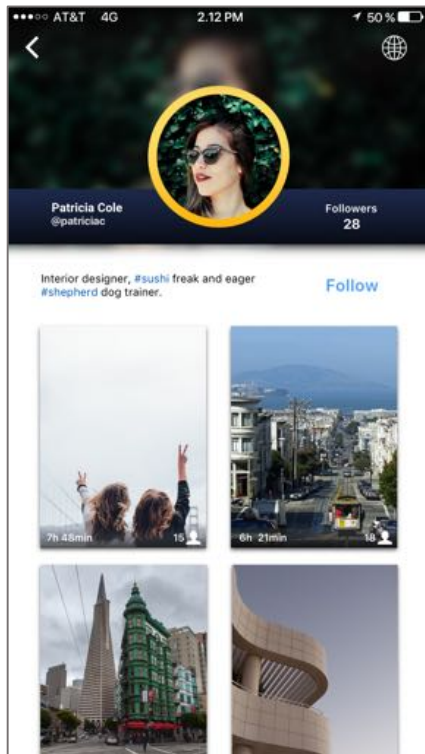 AT&T 4G 2.12 PM 50 %
Patricia Cole
@patriciac
Followers
28
Interior designer, #sushi freak and eager
#shepherd dog trainer.
Follow
7h 48min 15
6h 21min 18